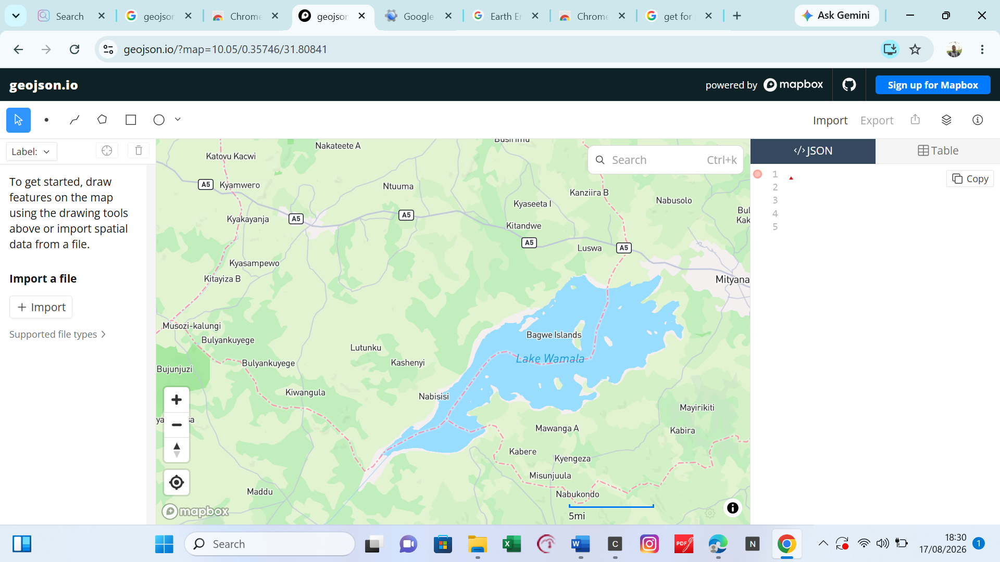 Search
geojson
Chrome
geojson
Google
Earth E
Chrome
get for
Ask Gemini
geojson.io/?map=10.05/0.35746/31.80841
geojson.io
powered by mapbox
Sign up for Mapbox
Import
Export
Label:
To get started, draw
features on the map
using the drawing tools
above or import spatial
data from a file.
Import a file
+ Import
Supported file types
Nakateete A
Katovu Kacwi
Search Ctrl+k
A5
Kyamwero
Ntuuma
Kanziira B
Kyaseeta I
Nabusolo
Bul
Kak
Kyakayanja
A5
A5
Kitandwe
A5
Luswa
A5
Kyasampewo
Kitayiza B
Mityana
Musozi-kalungi
Bulyankuyege
Bagwe Islands
Lutunku
Lake Wamala
Bulyankuyege
Kashenyi
Bujunjuzi
Kiwangula
Nabisisi
Mayirikiti
Mawanga A
Kabira
Kabere
Kyengeza
Misunjuula
Maddu
Nabukondo
mapbox
5mi
</>JSON
Table
1
2
3
4
5
Copy
Search
18:30
17/08/2026
1